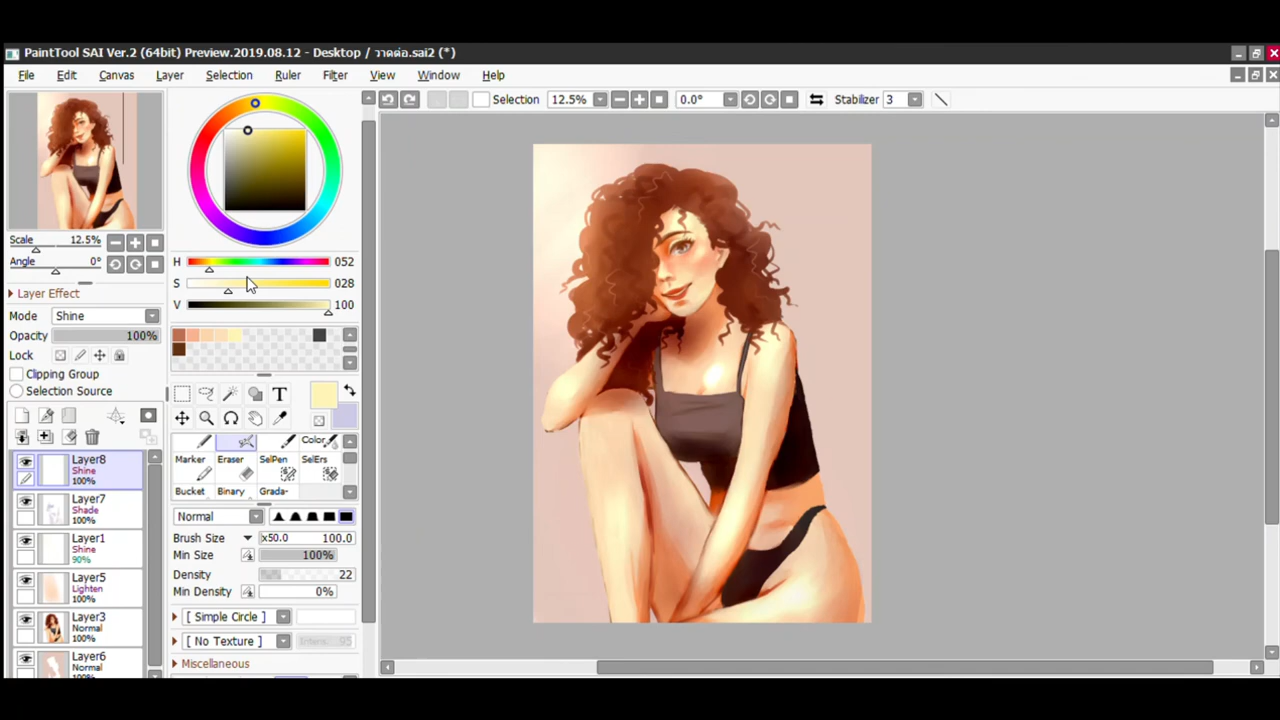 PaintTool SAI Ver.2 (64bit) Preview.2019.08.12 - Desktop / วาดต่อ.sai2 (*)
File Edit Canvas Layer Selection Ruler Filter View Window Help
Selection 12.5% 0.0° Stabilizer 3
Scale 12.5%
Angle 0°
Layer Effect
Mode Shine
Opacity 100%
Lock
Clipping Group
Selection Source
Layer8
Shine
100%
Layer7
Shade
100%
Layer1
Shine
90%
Layer5
Lighten
100%
Layer3
Normal
100%
Layer6
Normal
H 052
S 028
V 100
T
Color
Marker Eraser SelPen SelErs
Bucket Binary Grada-
Normal
Brush Size x50.0 100.0
Min Size 100%
Density 22
Min Density 0%
[ Simple Circle ]
[ No Texture ] Intens. 95
Miscellaneous